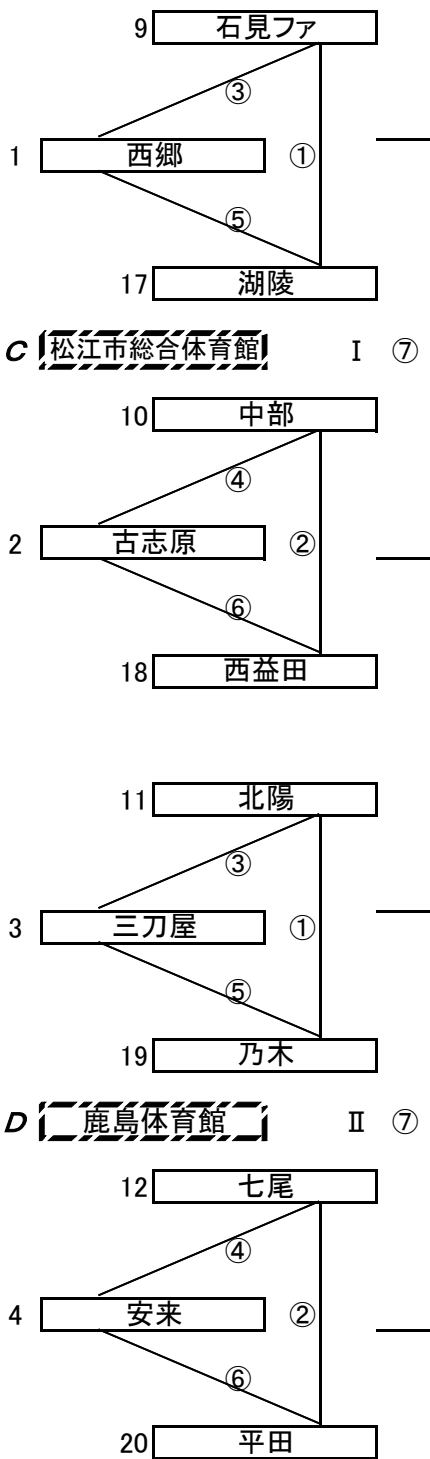 9 石見ファ
③
1 西郷 ①
⑤
17 湖陵
C 松江市総合体育館 Ⅰ ⑦
10 中部
④
2 古志原 ②
⑥
18 西益田
11 北陽
③
3 三刀屋 ①
⑤
19 乃木
D 鹿島体育館 Ⅱ ⑦
12 七尾
④
4 安来 ②
⑥
20 平田